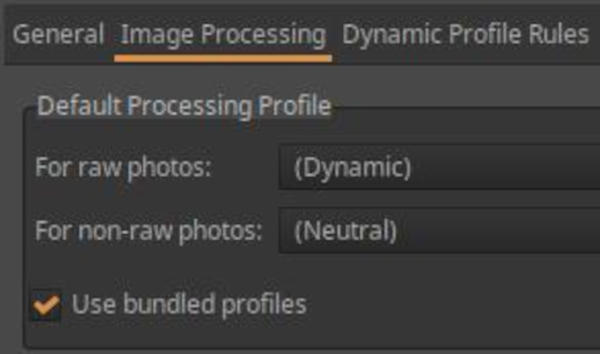 General Image Processing Dynamic Profile Rules
Default Processing Profile
For raw photos: (Dynamic)
For non-raw photos: (Neutral)
Use bundled profiles